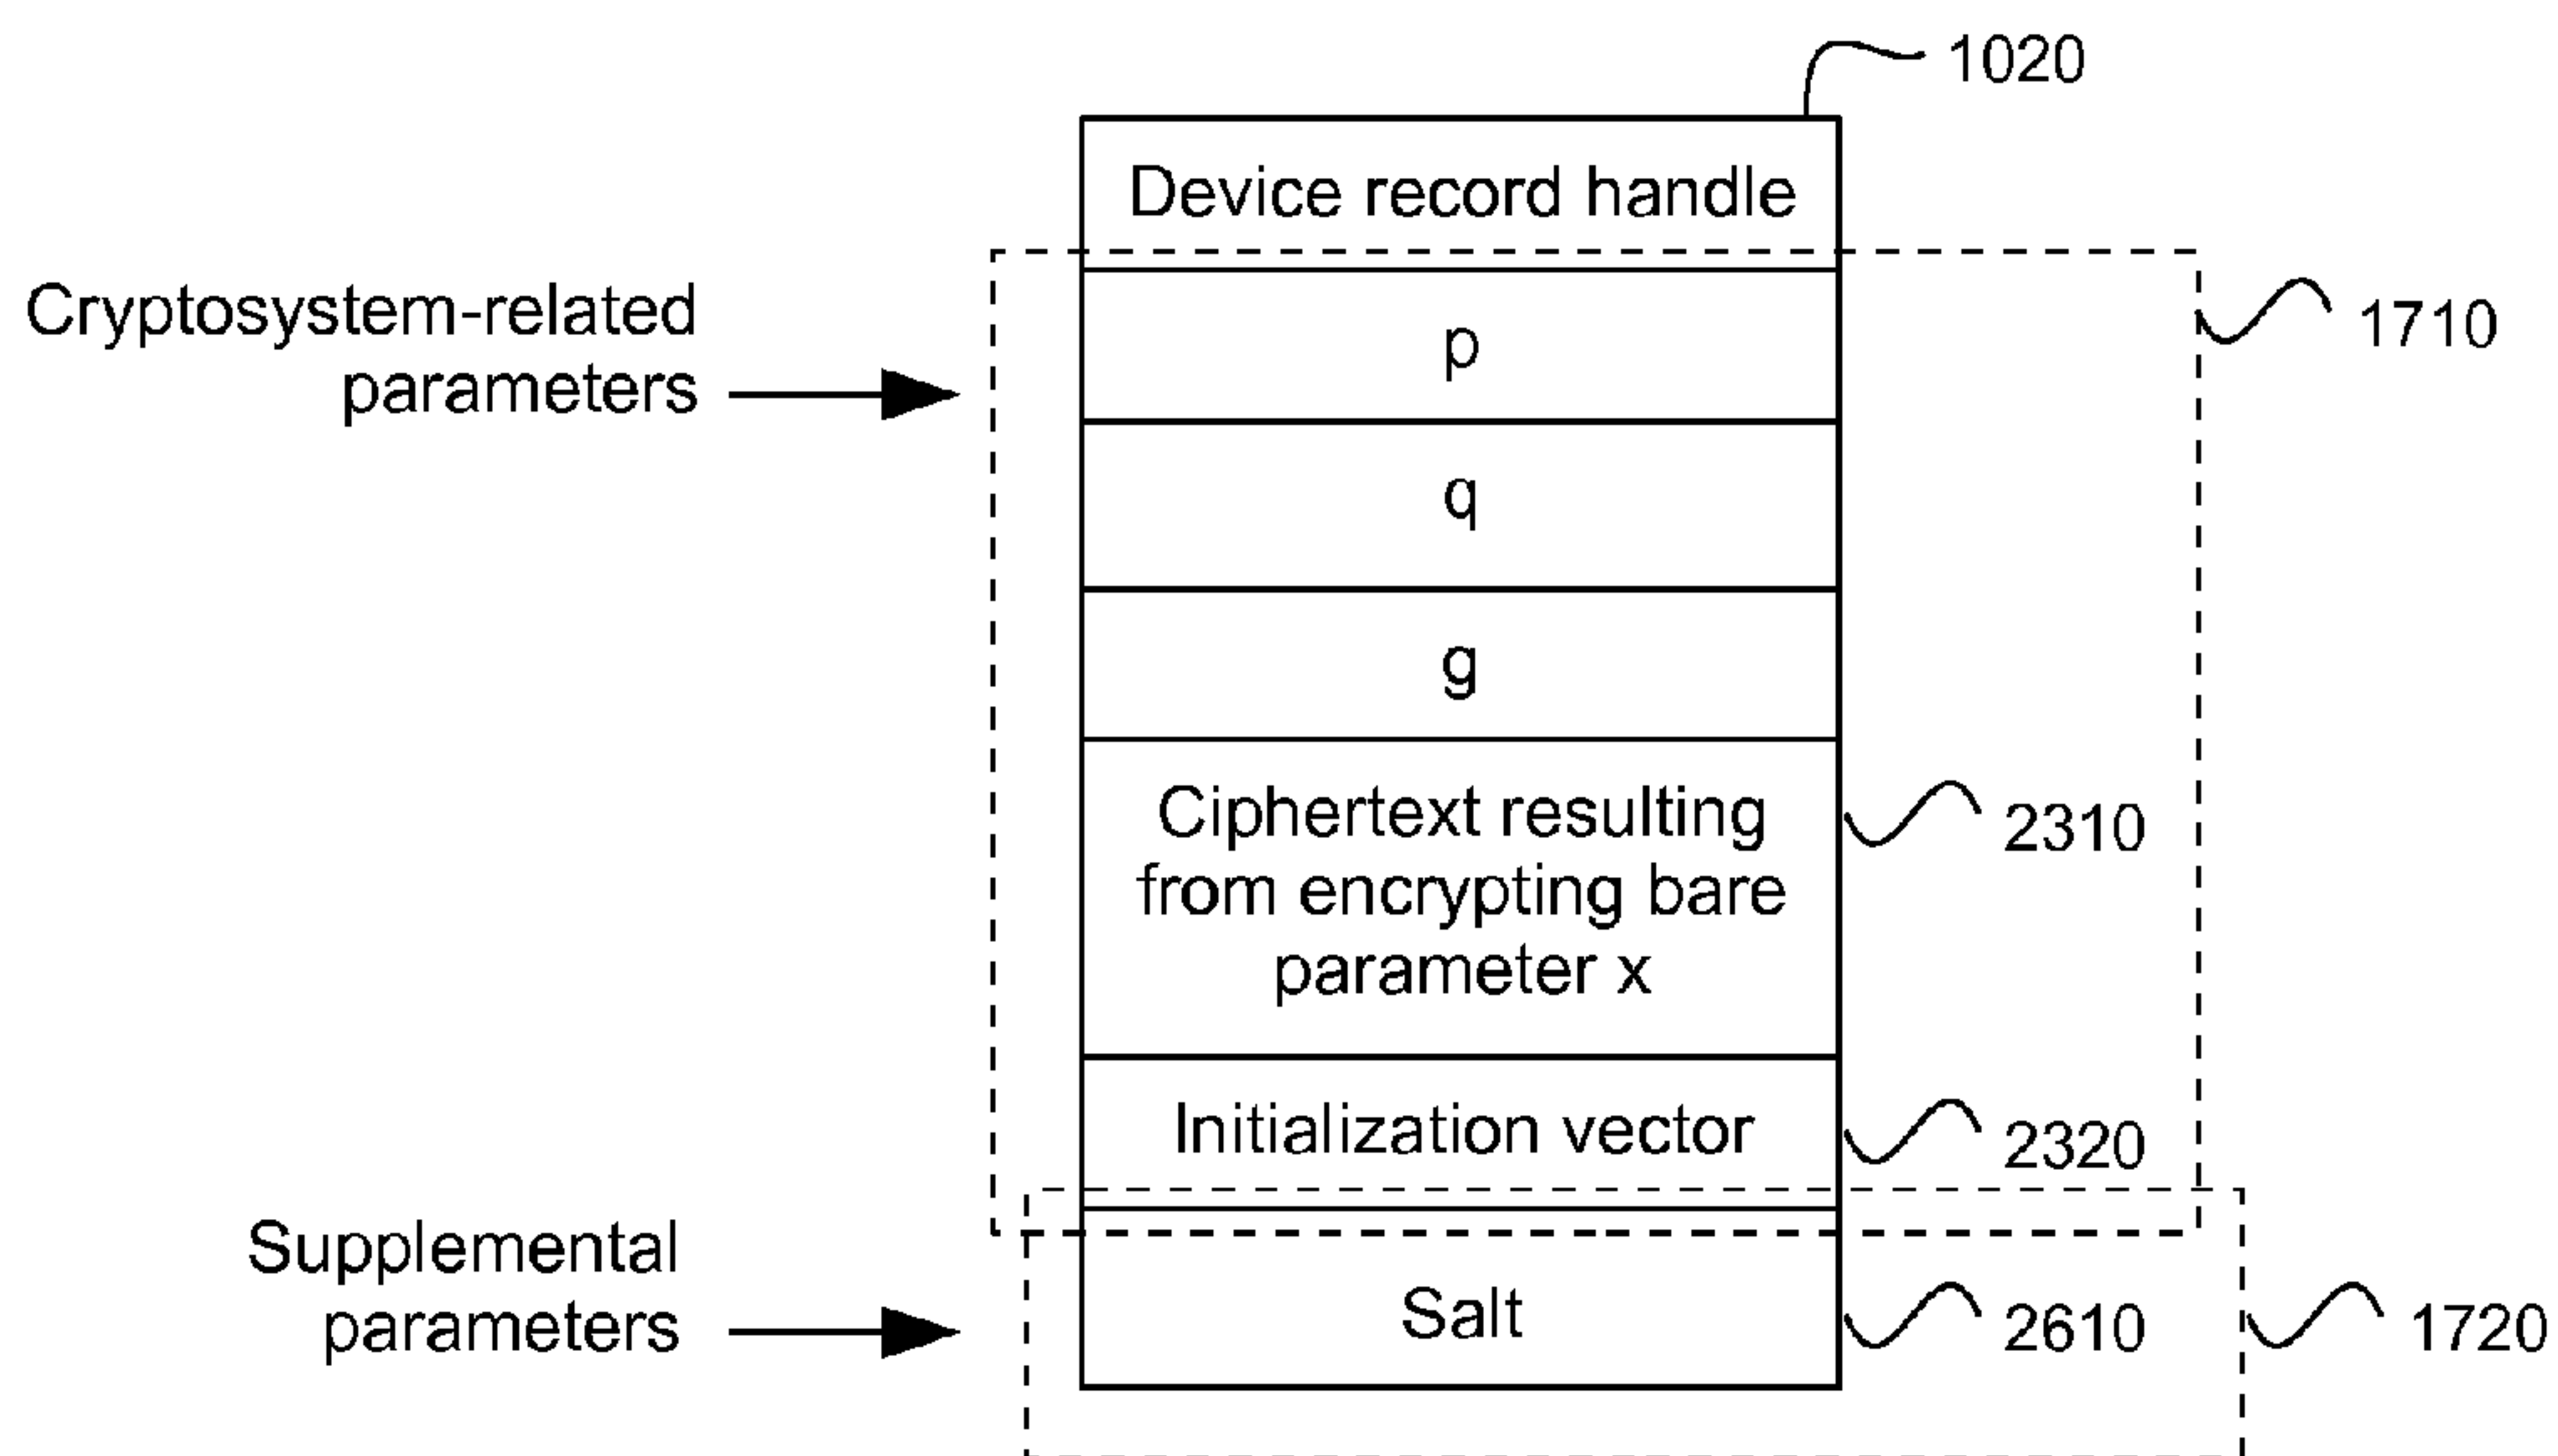 1020
Device record handle
Cryptosystem-related
parameters
1710
p
q
g
Ciphertext resulting
from encrypting bare
parameter x
2310
Initialization vector
2320
Supplemental
parameters
Salt
2610
1720